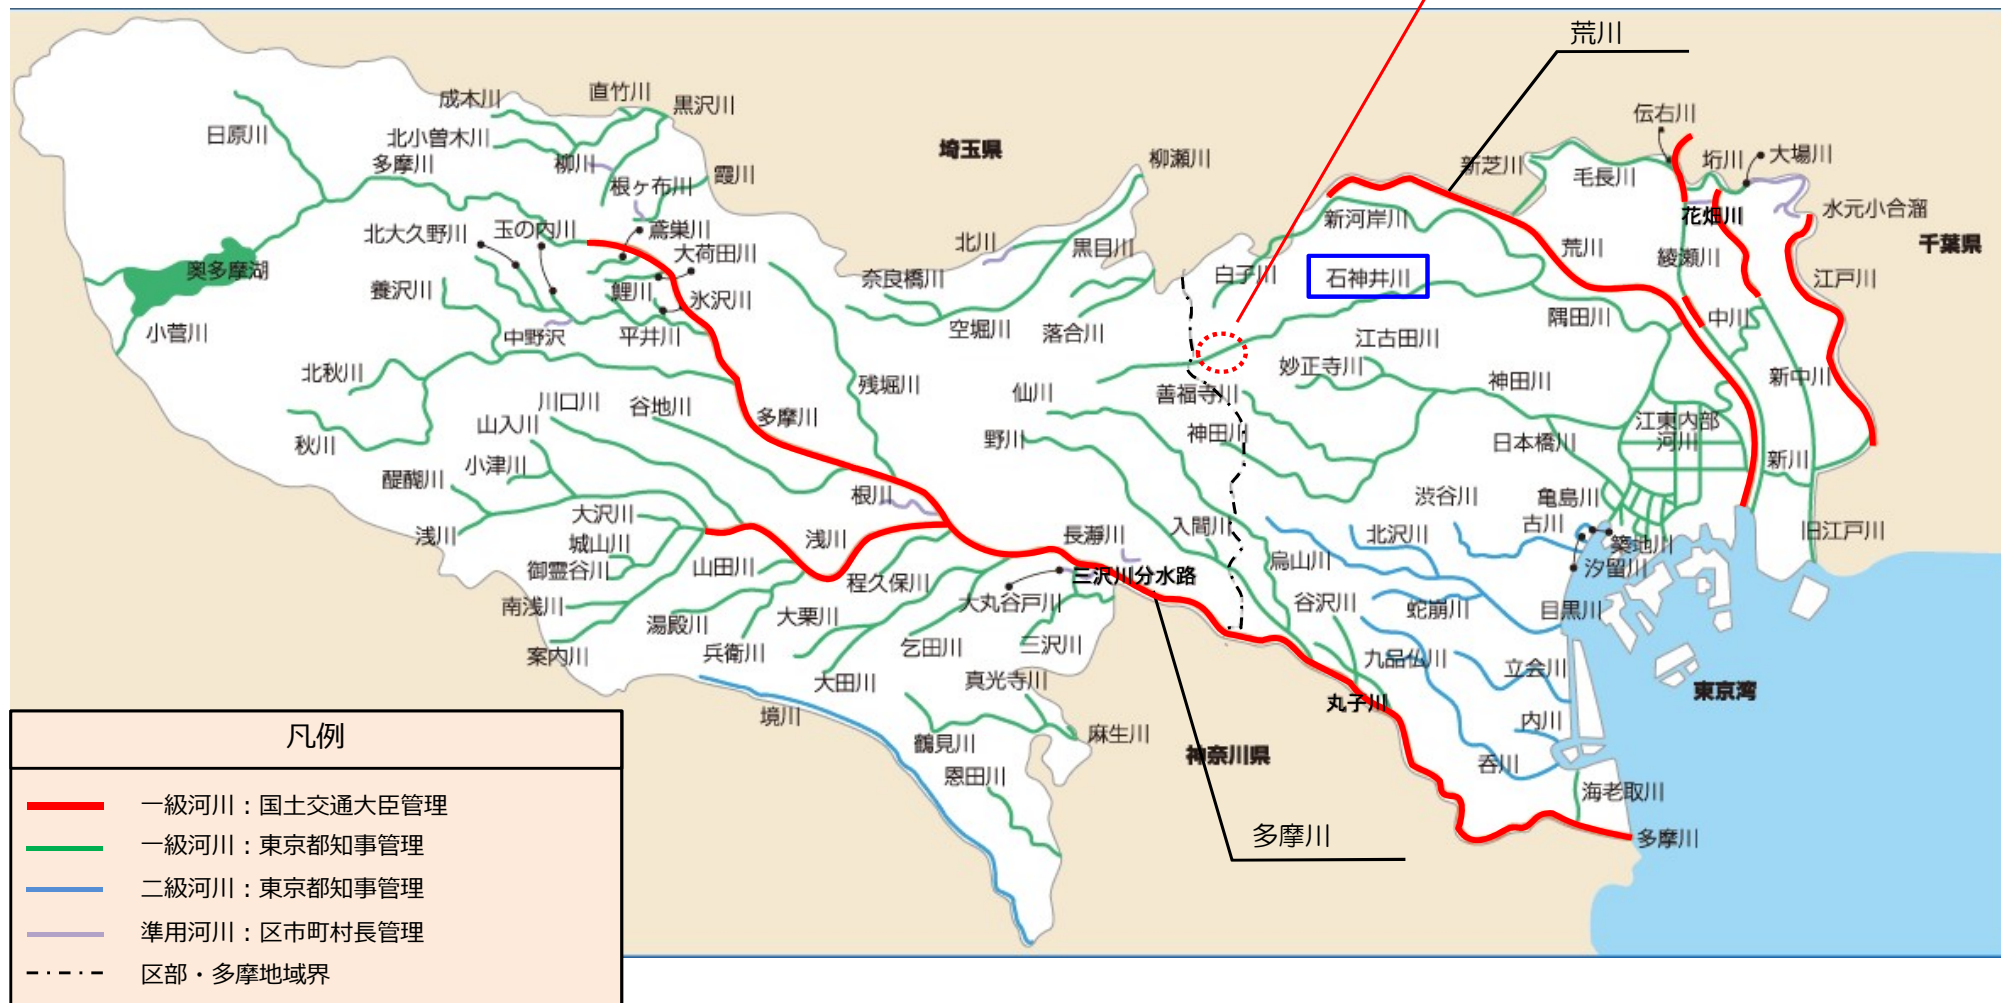 荒川
伝右川
成木川
直竹川
黒沢川
日原川
北小曽木川
埼玉県
柳瀬川
新芝川
毛長川
垳川
大場川
多摩川
柳川
根ヶ布川
霞川
新河岸川
花畑川
水元小合溜
北大久野川
玉の内川
鳶巣川
大荷田川
北川
黒目川
荒川
綾瀬川
千葉県
奥多摩湖
養沢川
鯉川
氷沢川
奈良橋川
白子川
石神井川
江戸川
小菅川
中野沢
平井川
空堀川
落合川
江古田川
隅田川
中川
北秋川
残堀川
仙川
善福寺川
妙正寺川
神田川
新中川
川口川
谷地川
多摩川
山入川
秋川
野川
神田川
日本橋川
江東内部
河川
新川
小津川
醍醐川
根川
渋谷川
亀島川
大沢川
浅川
城山川
浅川
長瀞川
入間川
北沢川
古川
築地川
旧江戸川
御霊谷川
山田川
程久保川
三沢川分水路
烏山川
汐留川
南浅川
湯殿川
大栗川
大丸谷戸川
谷沢川
蛇崩川
目黒川
案内川
兵衛川
乞田川
三沢川
九品仏川
立会川
大田川
真光寺川
丸子川
東京湾
境川
鶴見川
麻生川
神奈川県
内川
恩田川
呑川
海老取川
多摩川
多摩川
凡例
一級河川：国土交通大臣管理
一級河川：東京都知事管理
二級河川：東京都知事管理
準用河川：区市町村長管理
区部・多摩地域界